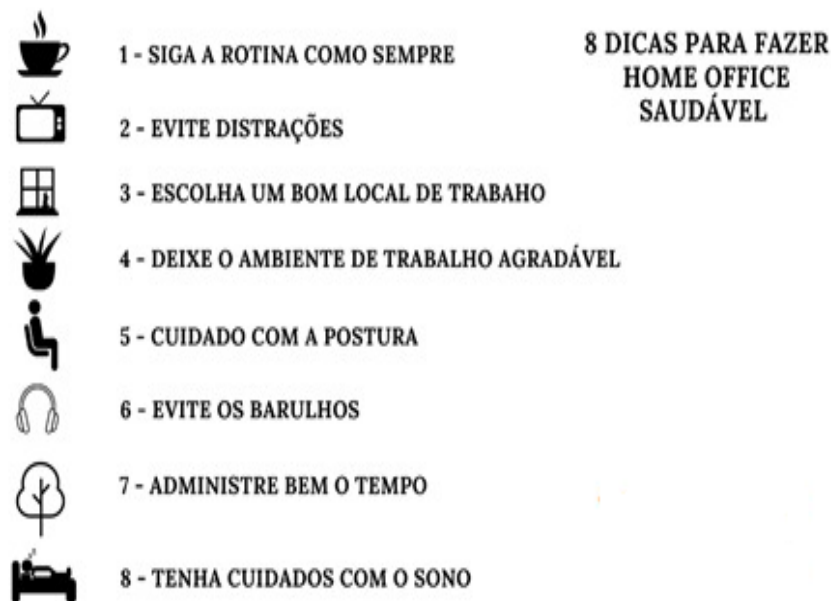 8 DICAS PARA FAZER
HOME OFFICE
SAUDÁVEL
1 - SIGA A ROTINA COMO SEMPRE
2 - EVITE DISTRAÇÕES
3 - ESCOLHA UM BOM LOCAL DE TRABAHO
4 - DEIXE O AMBIENTE DE TRABALHO AGRADÁVEL
5 - CUIDADO COM A POSTURA
6 - EVITE OS BARULHOS
7 - ADMINISTRE BEM O TEMPO
8 - TENHA CUIDADOS COM O SONO